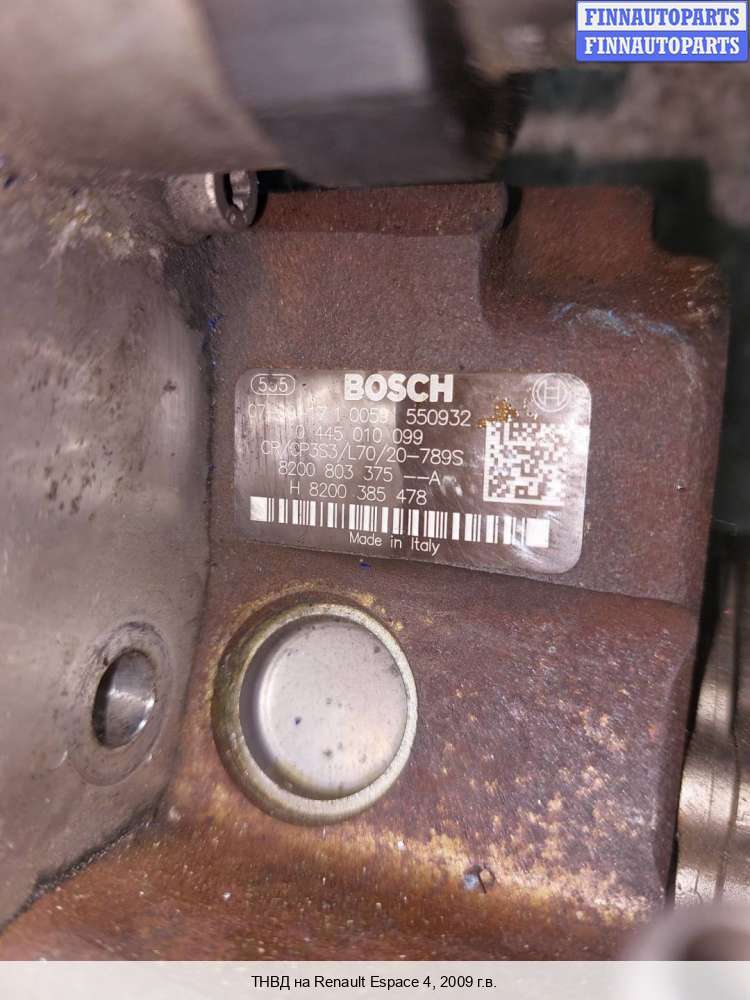 FINNAUTOPARTS
FINNAUTOPARTS
BOSCH
0059 550932
0 445 010 099
CR/CP3S3/L70/20-789S
8200 803 375 --A
H 8200 385 478
Made in Italy
ТНВД на Renault Espace 4, 2009 г.в.